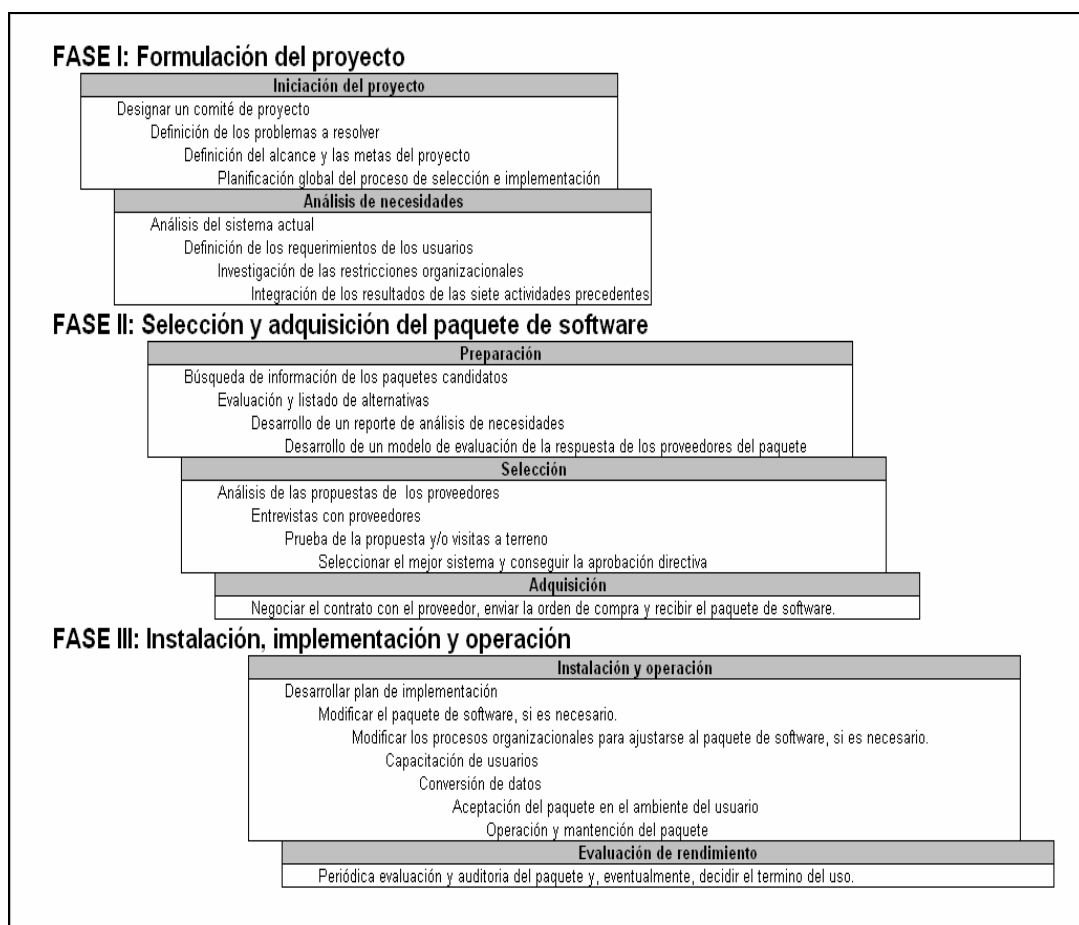 FASE I: Formulación del proyecto
Iniciación del proyecto
Designar un comité de proyecto
Definición de los problemas a resolver
Definición del alcance y las metas del proyecto
Planificación global del proceso de selección e implementación
Análisis de necesidades
Análisis del sistema actual
Definición de los requerimientos de los usuarios
Investigación de las restricciones organizacionales
Integración de los resultados de las siete actividades precedentes
FASE II: Selección y adquisición del paquete de software
Preparación
Búsqueda de información de los paquetes candidatos
Evaluación y listado de alternativas
Desarrollo de un reporte de análisis de necesidades
Desarrollo de un modelo de evaluación de la respuesta de los proveedores del paquete
Selección
Análisis de las propuestas de los proveedores
Entrevistas con proveedores
Prueba de la propuesta y/o visitas a terreno
Seleccionar el mejor sistema y conseguir la aprobación directiva
Adquisición
Negociar el contrato con el proveedor, enviar la orden de compra y recibir el paquete de software.
FASE III: Instalación, implementación y operación
Instalación y operación
Desarrollar plan de implementación
Modificar el paquete de software, si es necesario.
Modificar los procesos organizacionales para ajustarse al paquete de software, si es necesario.
Capacitación de usuarios
Conversión de datos
Aceptación del paquete en el ambiente del usuario
Operación y mantención del paquete
Evaluación de rendimiento
Periódica evaluación y auditoria del paquete y, eventualmente, decidir el termino del uso.